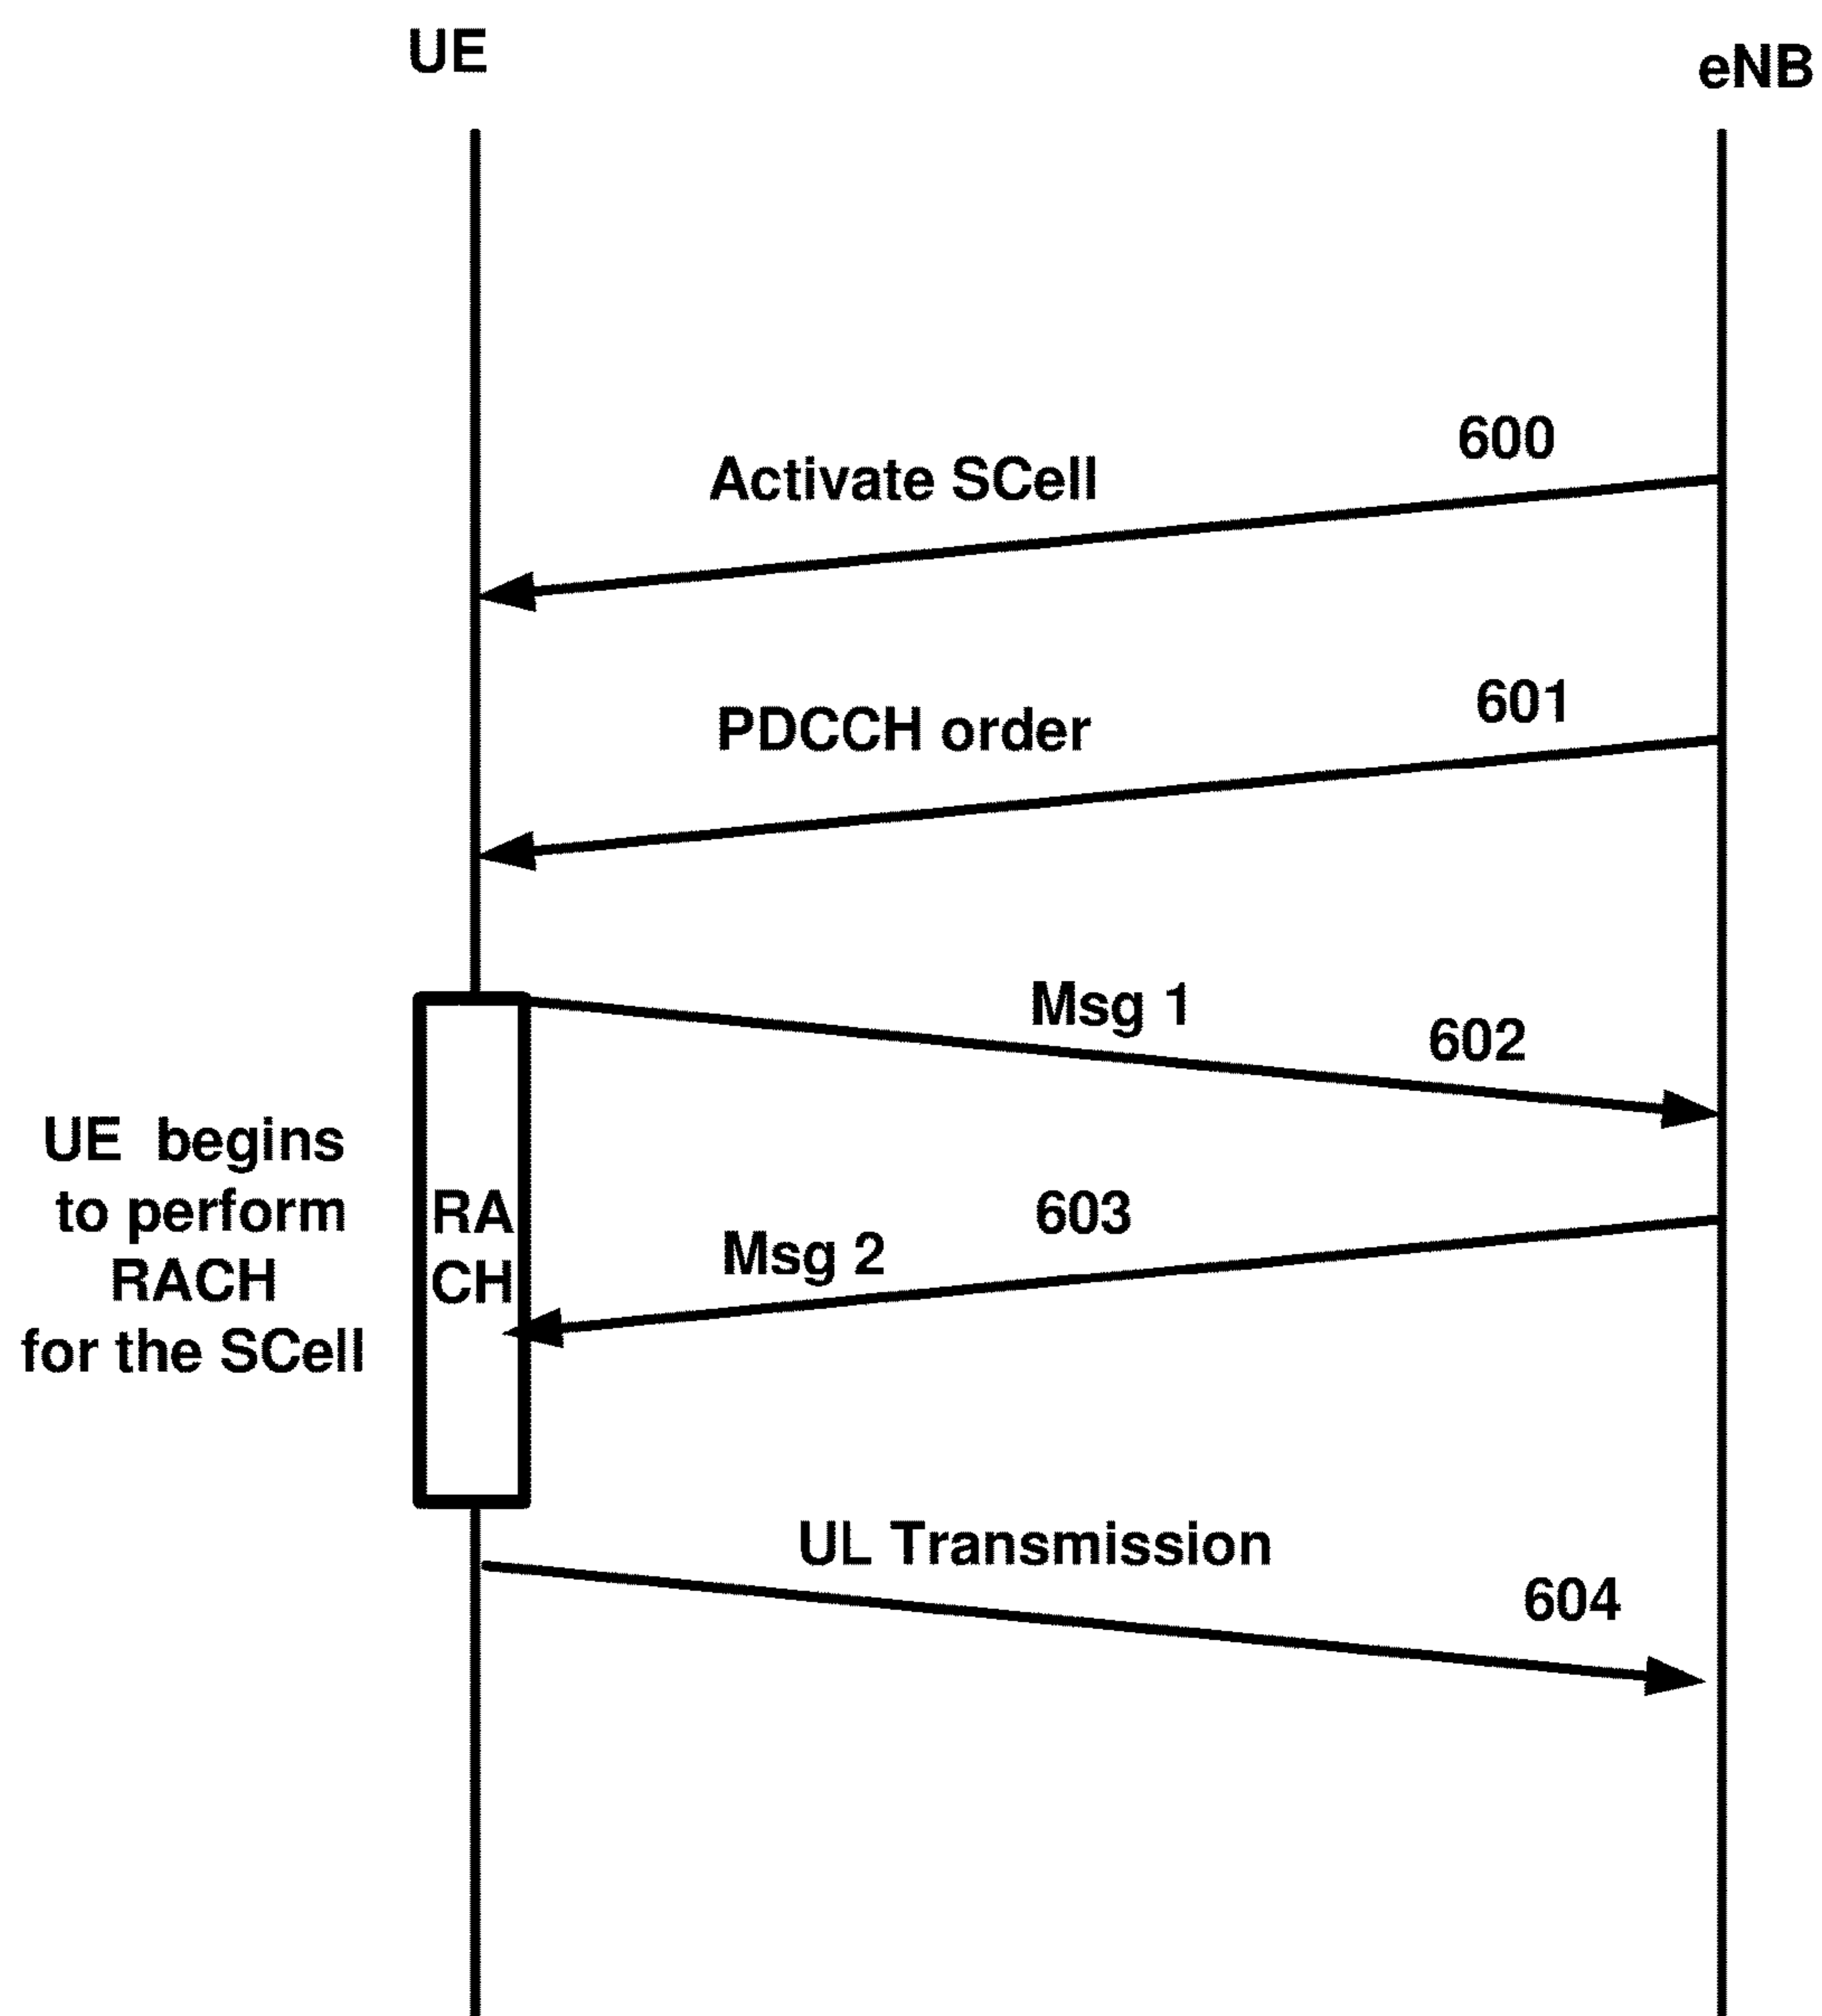 UE
eNB
600
Activate SCell
601
PDCCH order
Msg 1
602
UE begins
to perform
RACH
for the SCell
RA
CH
603
Msg 2
UL Transmission
604